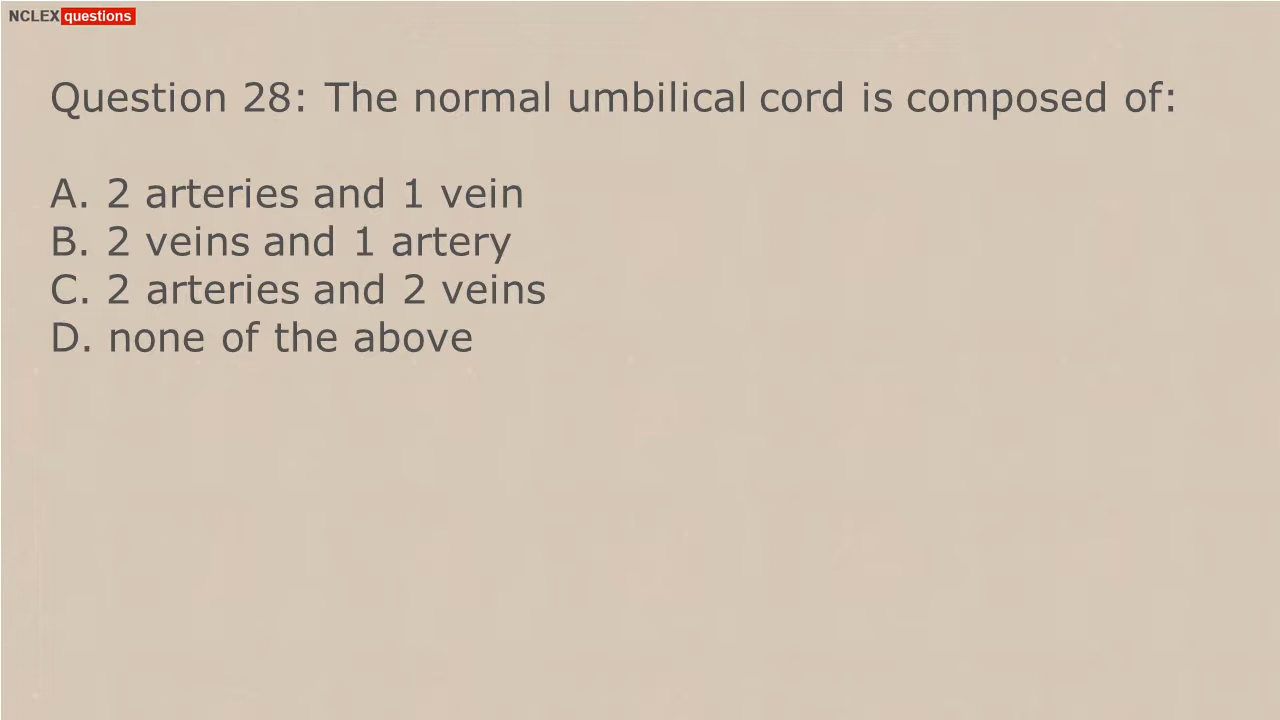 NCLEX questions
Question 28: The normal umbilical cord is composed of:
A. 2 arteries and 1 vein
B. 2 veins and 1 artery
C. 2 arteries and 2 veins
D. none of the above